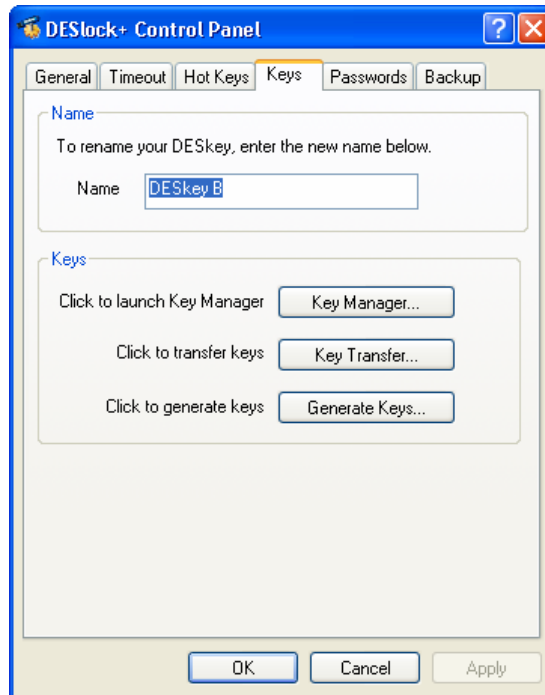 DESlock+ Control Panel
General Timeout Hot Keys Keys Passwords Backup
Name
To rename your DESkey, enter the new name below.
Name DESkey B
Keys
Click to launch Key Manager Key Manager...
Click to transfer keys Key Transfer...
Click to generate keys Generate Keys...
OK Cancel Apply